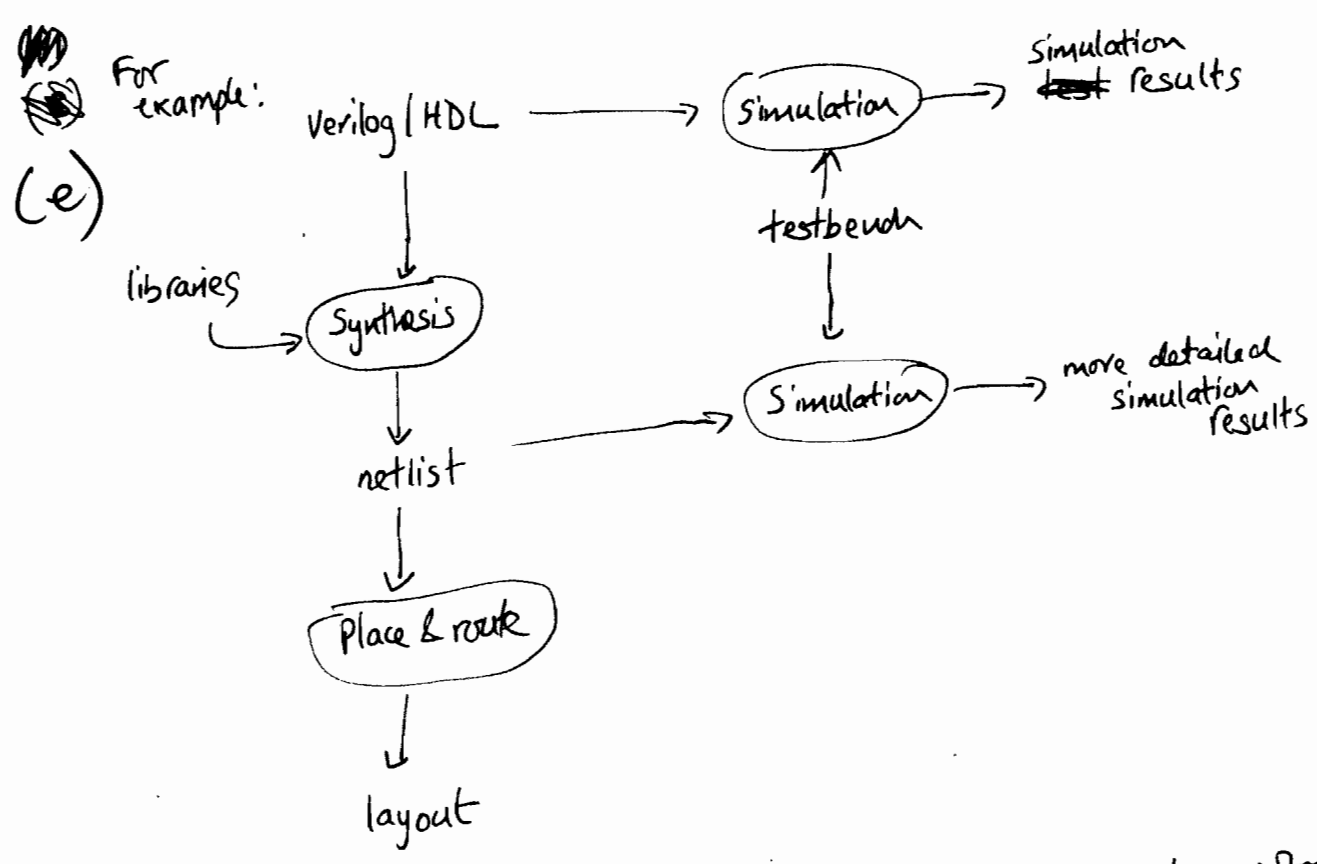 For
example:
(e)
Verilog/HDL
Simulation
simulation
results
testbench
libraries
Synthesis
Simulation
more detailed
simulation
results
netlist
Place & route
layout